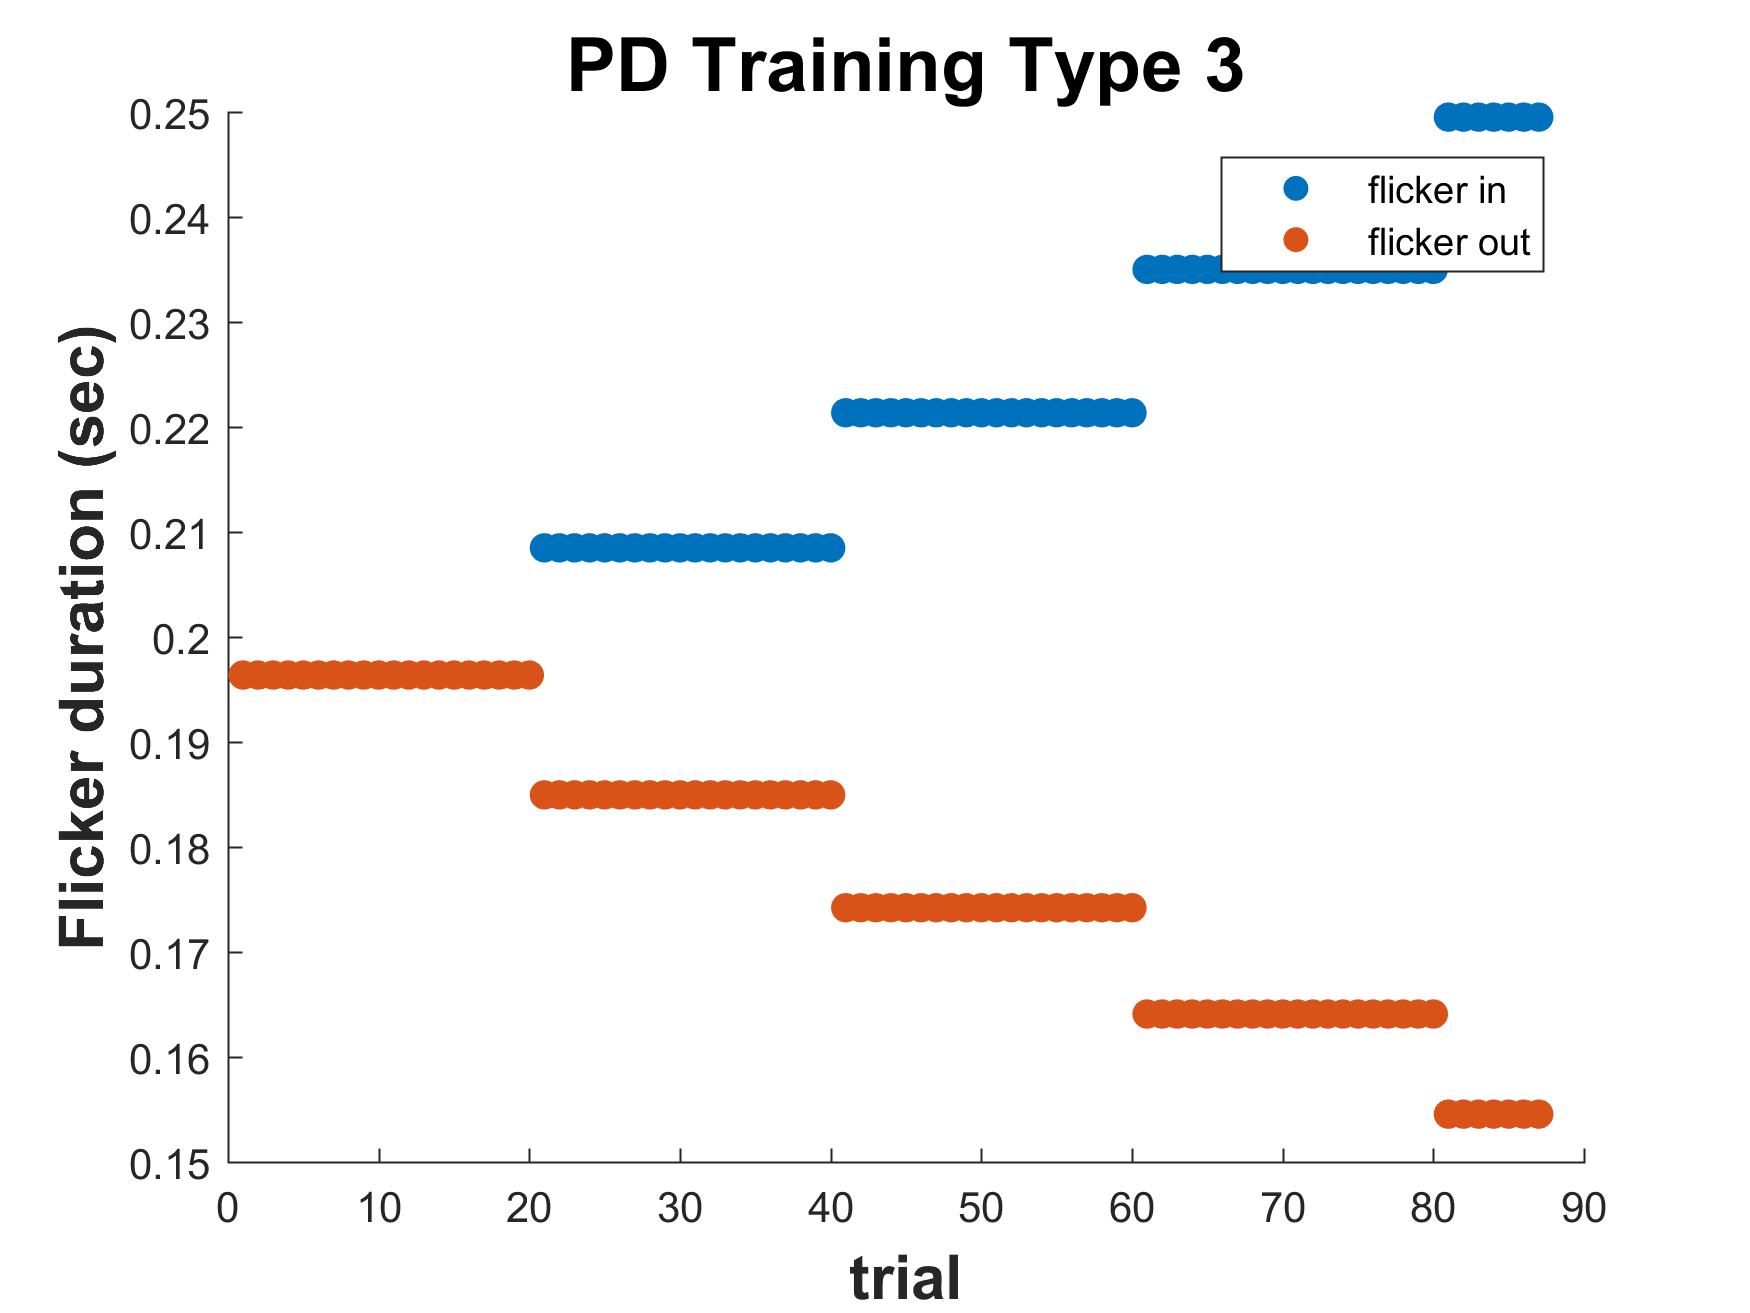 PD Training Type 3
0.25
0.24
0.23
0.22
0.21
0.2
0.19
0.18
0.17
0.16
0.15
Flicker duration (sec)
flicker in
flicker out
0 10 20 30 40 50 60 70 80 90
trial